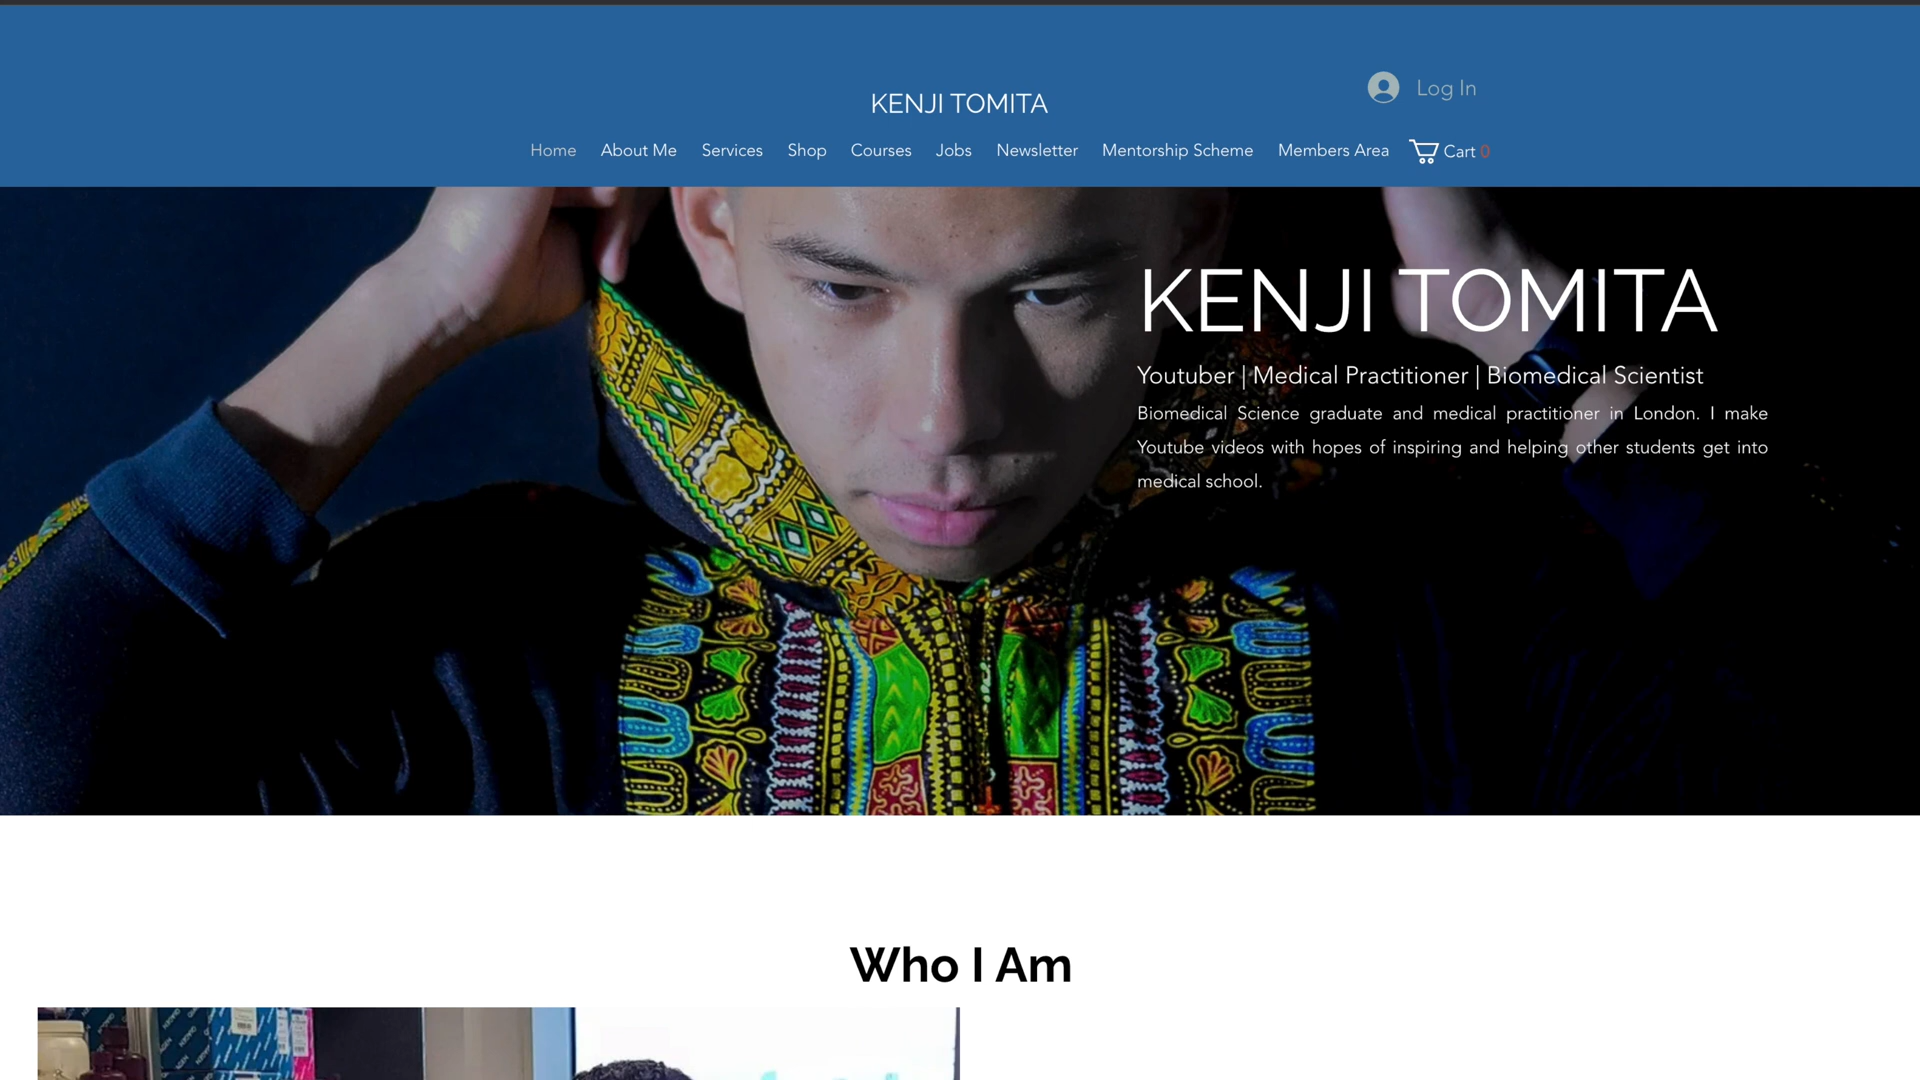 Log In
KENJI TOMITA
Home About Me Services Shop Courses Jobs Newsletter Mentorship Scheme Members Area Cart 0
KENJI TOMITA
Youtuber | Medical Practitioner | Biomedical Scientist
Biomedical Science graduate and medical practitioner in London. I make
Youtube videos with hopes of inspiring and helping other students get into
medical school.
Who I Am